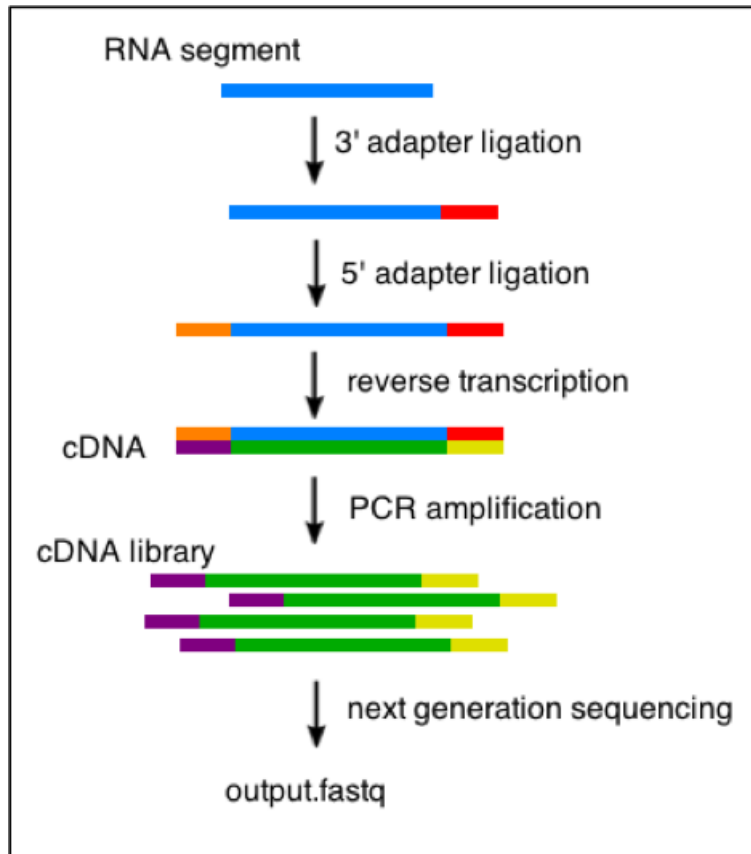 RNA segment
3' adapter ligation
5' adapter ligation
reverse transcription
cDNA
PCR amplification
cDNA library
next generation sequencing
output.fastq